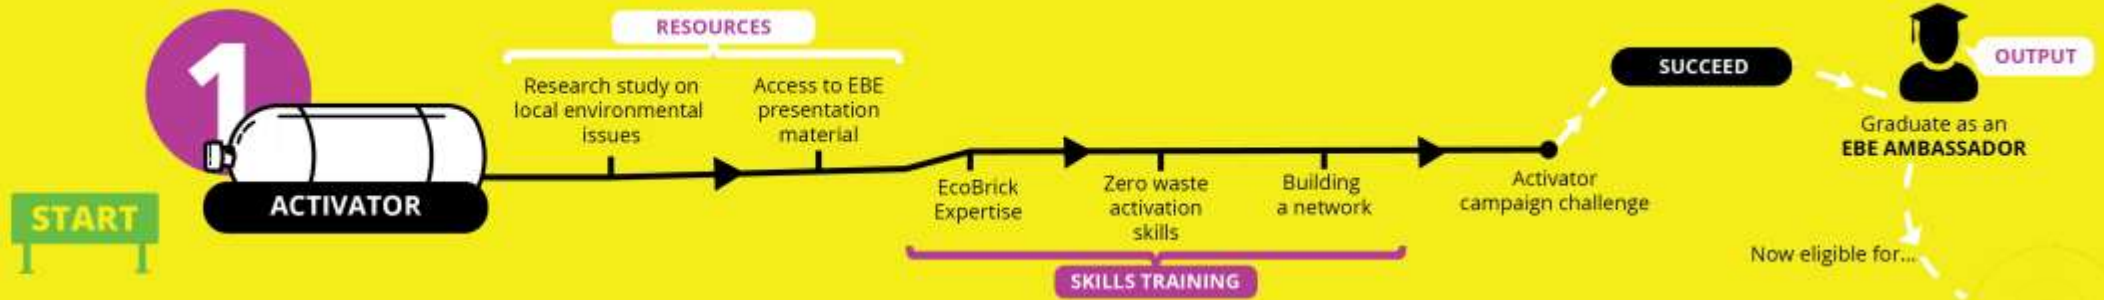 START
1
ACTIVATOR
RESOURCES
Research study on
local environmental
issues
Access to EBE
presentation
material
EcoBrick
Expertise
Zero waste
activation
skills
Building
a network
SKILLS TRAINING
Activator
campaign challenge
SUCCEED
OUTPUT
Graduate as an
EBE AMBASSADOR
Now eligible for...